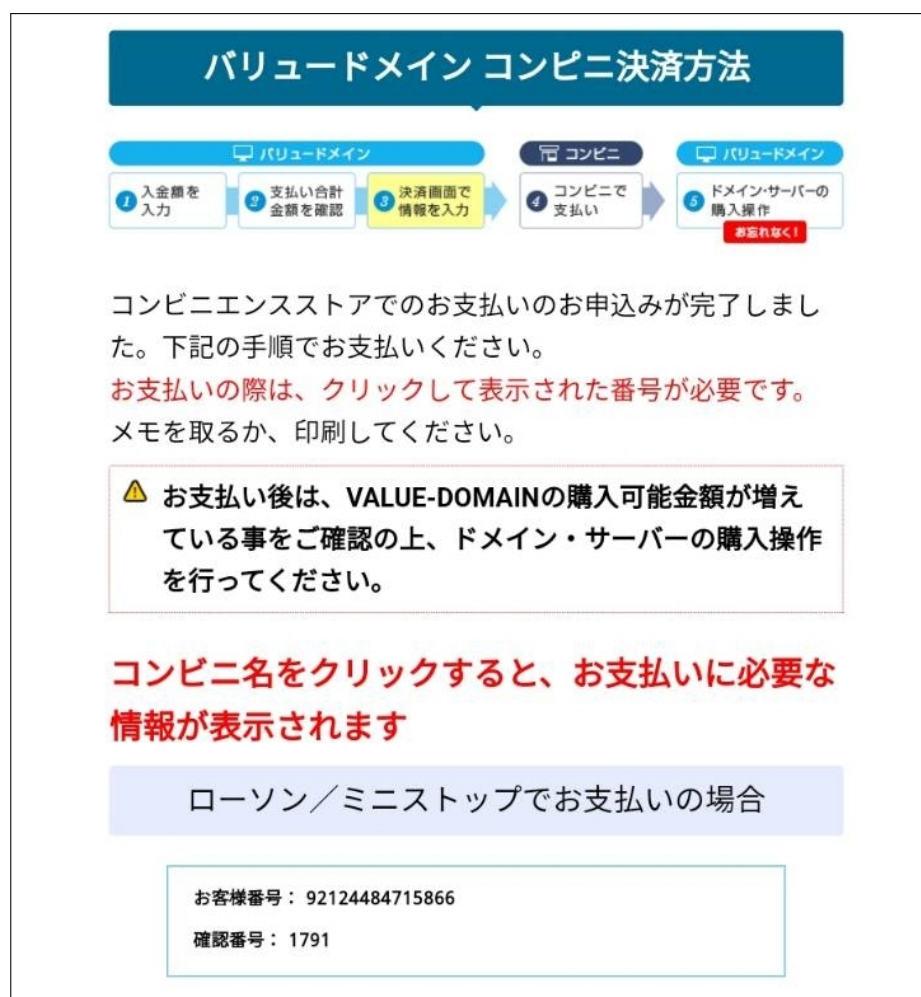 バリュードメイン コンビニ決済方法
バリュードメイン
コンビニ
バリュードメイン
1 入金額を
入力
2 支払い合計
金額を確認
3 決済画面で
情報を入力
4 コンビニで
支払い
5 ドメイン・サーバーの
購入操作
お忘れなく!
コンビニエンスストアでのお支払いのお申込みが完了しまし
た。下記の手順でお支払いください。
お支払いの際は、クリックして表示された番号が必要です。
メモを取るか、印刷してください。
お支払い後は、VALUE-DOMAINの購入可能金額が増え
ている事をご確認の上、ドメイン・サーバーの購入操作
を行ってください。
コンビニ名をクリックすると、お支払いに必要な
情報が表示されます
ローソン／ミニストップでお支払いの場合
お客様番号： 92124484715866
確認番号： 1791